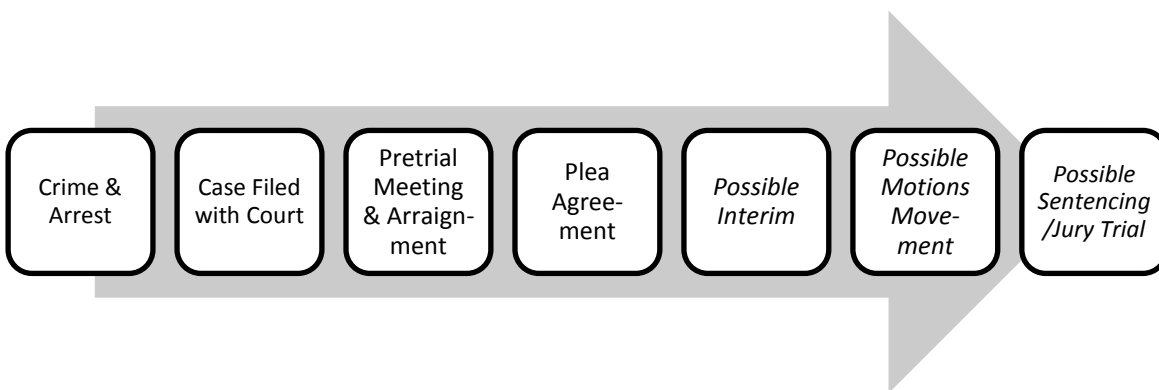 Crime &
Arrest
Case Filed
with Court
Pretrial
Meeting
& Arraign-
ment
Plea
Agree-
ment
Possible
Interim
Possible
Motions
Move-
ment
Possible
Sentencing
/Jury Trial